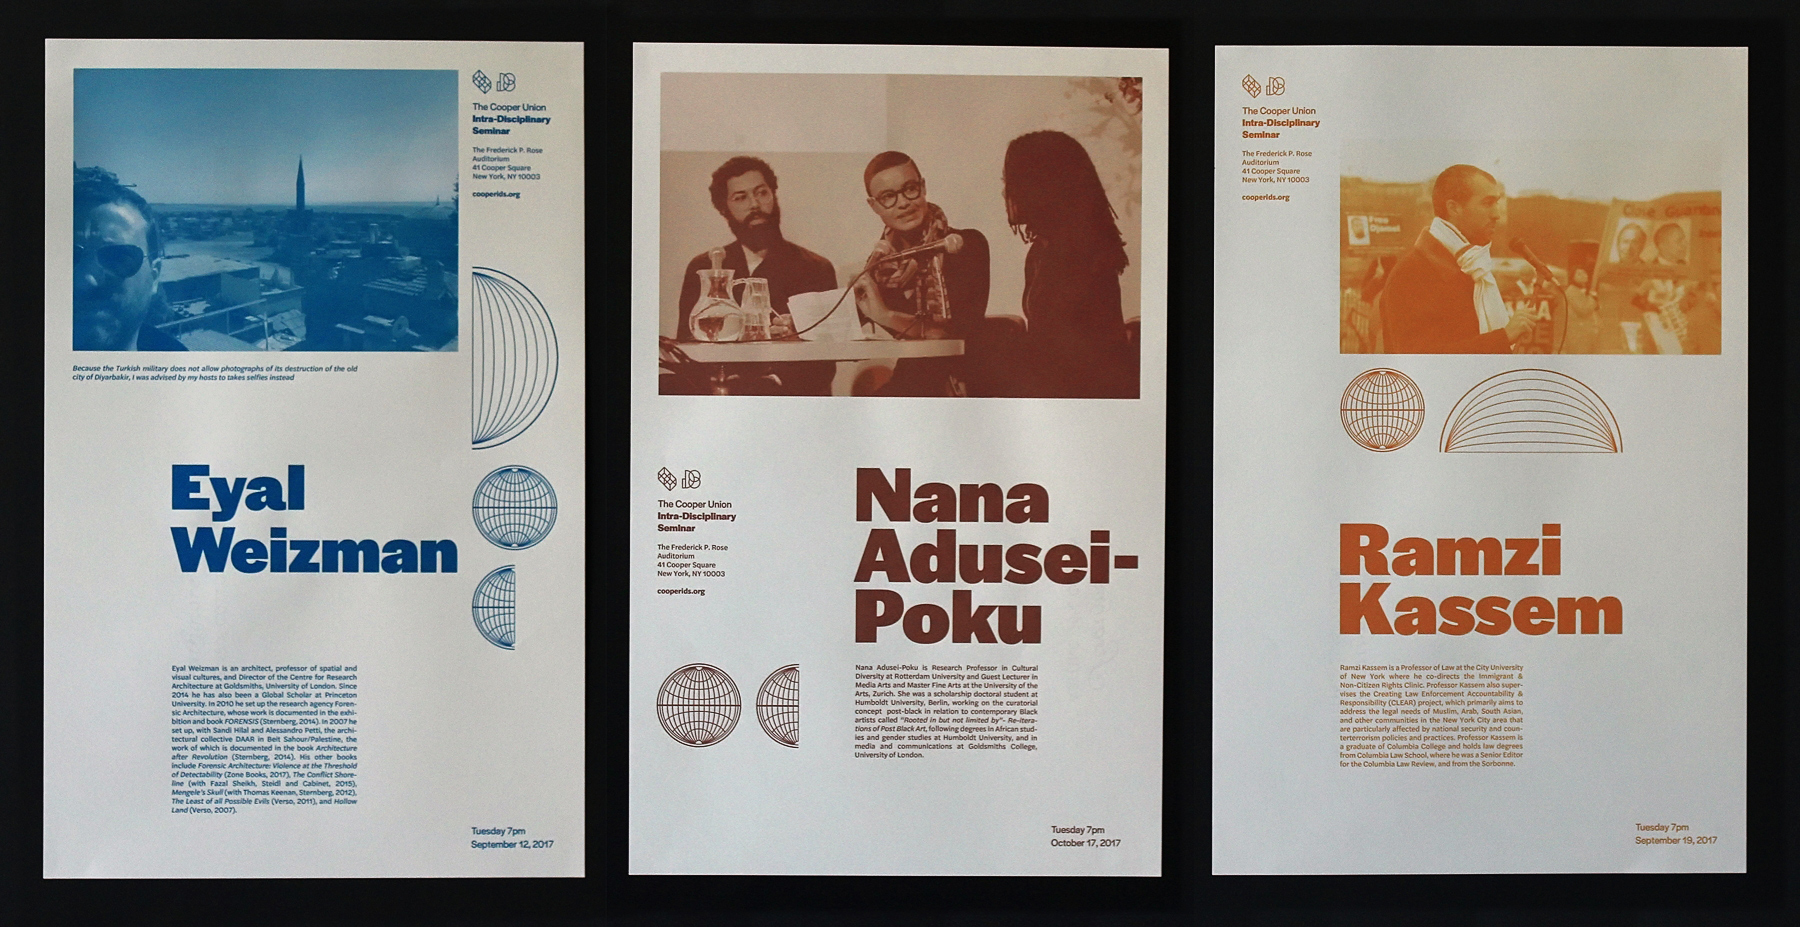 The Cooper Union
Intra-Disciplinary
Seminar
The Frederick P. Rose
Auditorium
41 Cooper Square
New York, NY 10003
cooperids.org
Because the Turkish military does not allow photographs of its destruction of the old
city of Diyarbakir, I was advised by my hosts to takes selfies instead
Eyal
Weizman
Eyal Weizman is an architect, professor of spatial and
visual cultures, and Director of the Centre for Research
Architecture at Goldsmiths, University of London. Since
2014 he has also been a Global Scholar at Princeton
University. In 2010 he set up the research agency Foren-
sic Architecture, whose work is documented in the exhi-
bition and book FORENSIS (Sternberg, 2014). In 2007 he
set up, with Sandi Hilal and Alessandro Petti, the archi-
tectural collective DAAR in Beit Sahour/Palestine, the
work of which is documented in the book Architecture
after Revolution (Sternberg, 2014). His other books
include Forensic Architecture: Violence at the Threshold
of Detectability (Zone Books, 2017), The Conflict Shore-
line (with Fazal Sheikh, Steidl and Cabinet, 2015),
Mengele's Skull (with Thomas Keenan, Sternberg, 2012),
The Least of all Possible Evils (Verso, 2011), and Hollow
Land (Verso, 2007).
Tuesday 7pm
September 12, 2017
The Cooper Union
Intra-Disciplinary
Seminar
The Frederick P. Rose
Auditorium
41 Cooper Square
New York, NY 10003
cooperids.org
Nana
Adusei-
Poku
Nana Adusei-Poku is Research Professor in Cultural
Diversity at Rotterdam University and Guest Lecturer in
Media Arts and Master Fine Arts at the University of the
Arts, Zurich. She was a scholarship doctoral student at
Humboldt University, Berlin, working on the curatorial
concept post-black in relation to contemporary Black
artists called "Rooted in but not limited by"- Re-itera-
tions of Post Black Art, following degrees in African stud-
ies and gender studies at Humboldt University, and in
media and communications at Goldsmiths College,
University of London.
Tuesday 7pm
October 17, 2017
The Cooper Union
Intra-Disciplinary
Seminar
The Frederick P. Rose
Auditorium
41 Cooper Square
New York, NY 10003
cooperids.org
Free
Djamel
Close Guantan
Ramzi
Kassem
Ramzi Kassem is a Professor of Law at the City University
of New York where he co-directs the Immigrant &
Non-Citizen Rights Clinic. Professor Kassem also super-
vises the Creating Law Enforcement Accountability &
Responsibility (CLEAR) project, which primarily aims to
address the legal needs of Muslim, Arab, South Asian,
and other communities in the New York City area that
are particularly affected by national security and coun-
terterrorism policies and practices. Professor Kassem is
a graduate of Columbia College and holds law degrees
from Columbia Law School, where he was a Senior Editor
for the Columbia Law Review, and from the Sorbonne.
Tuesday 7pm
September 19, 2017